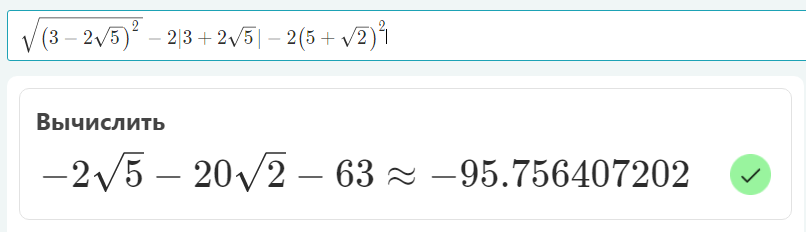 √(3 − 2√5)² − 2|3 + 2√5| − 2(5 + √2)²
Вычислить
−2√5 − 20√2 − 63 ≈ −95.756407202